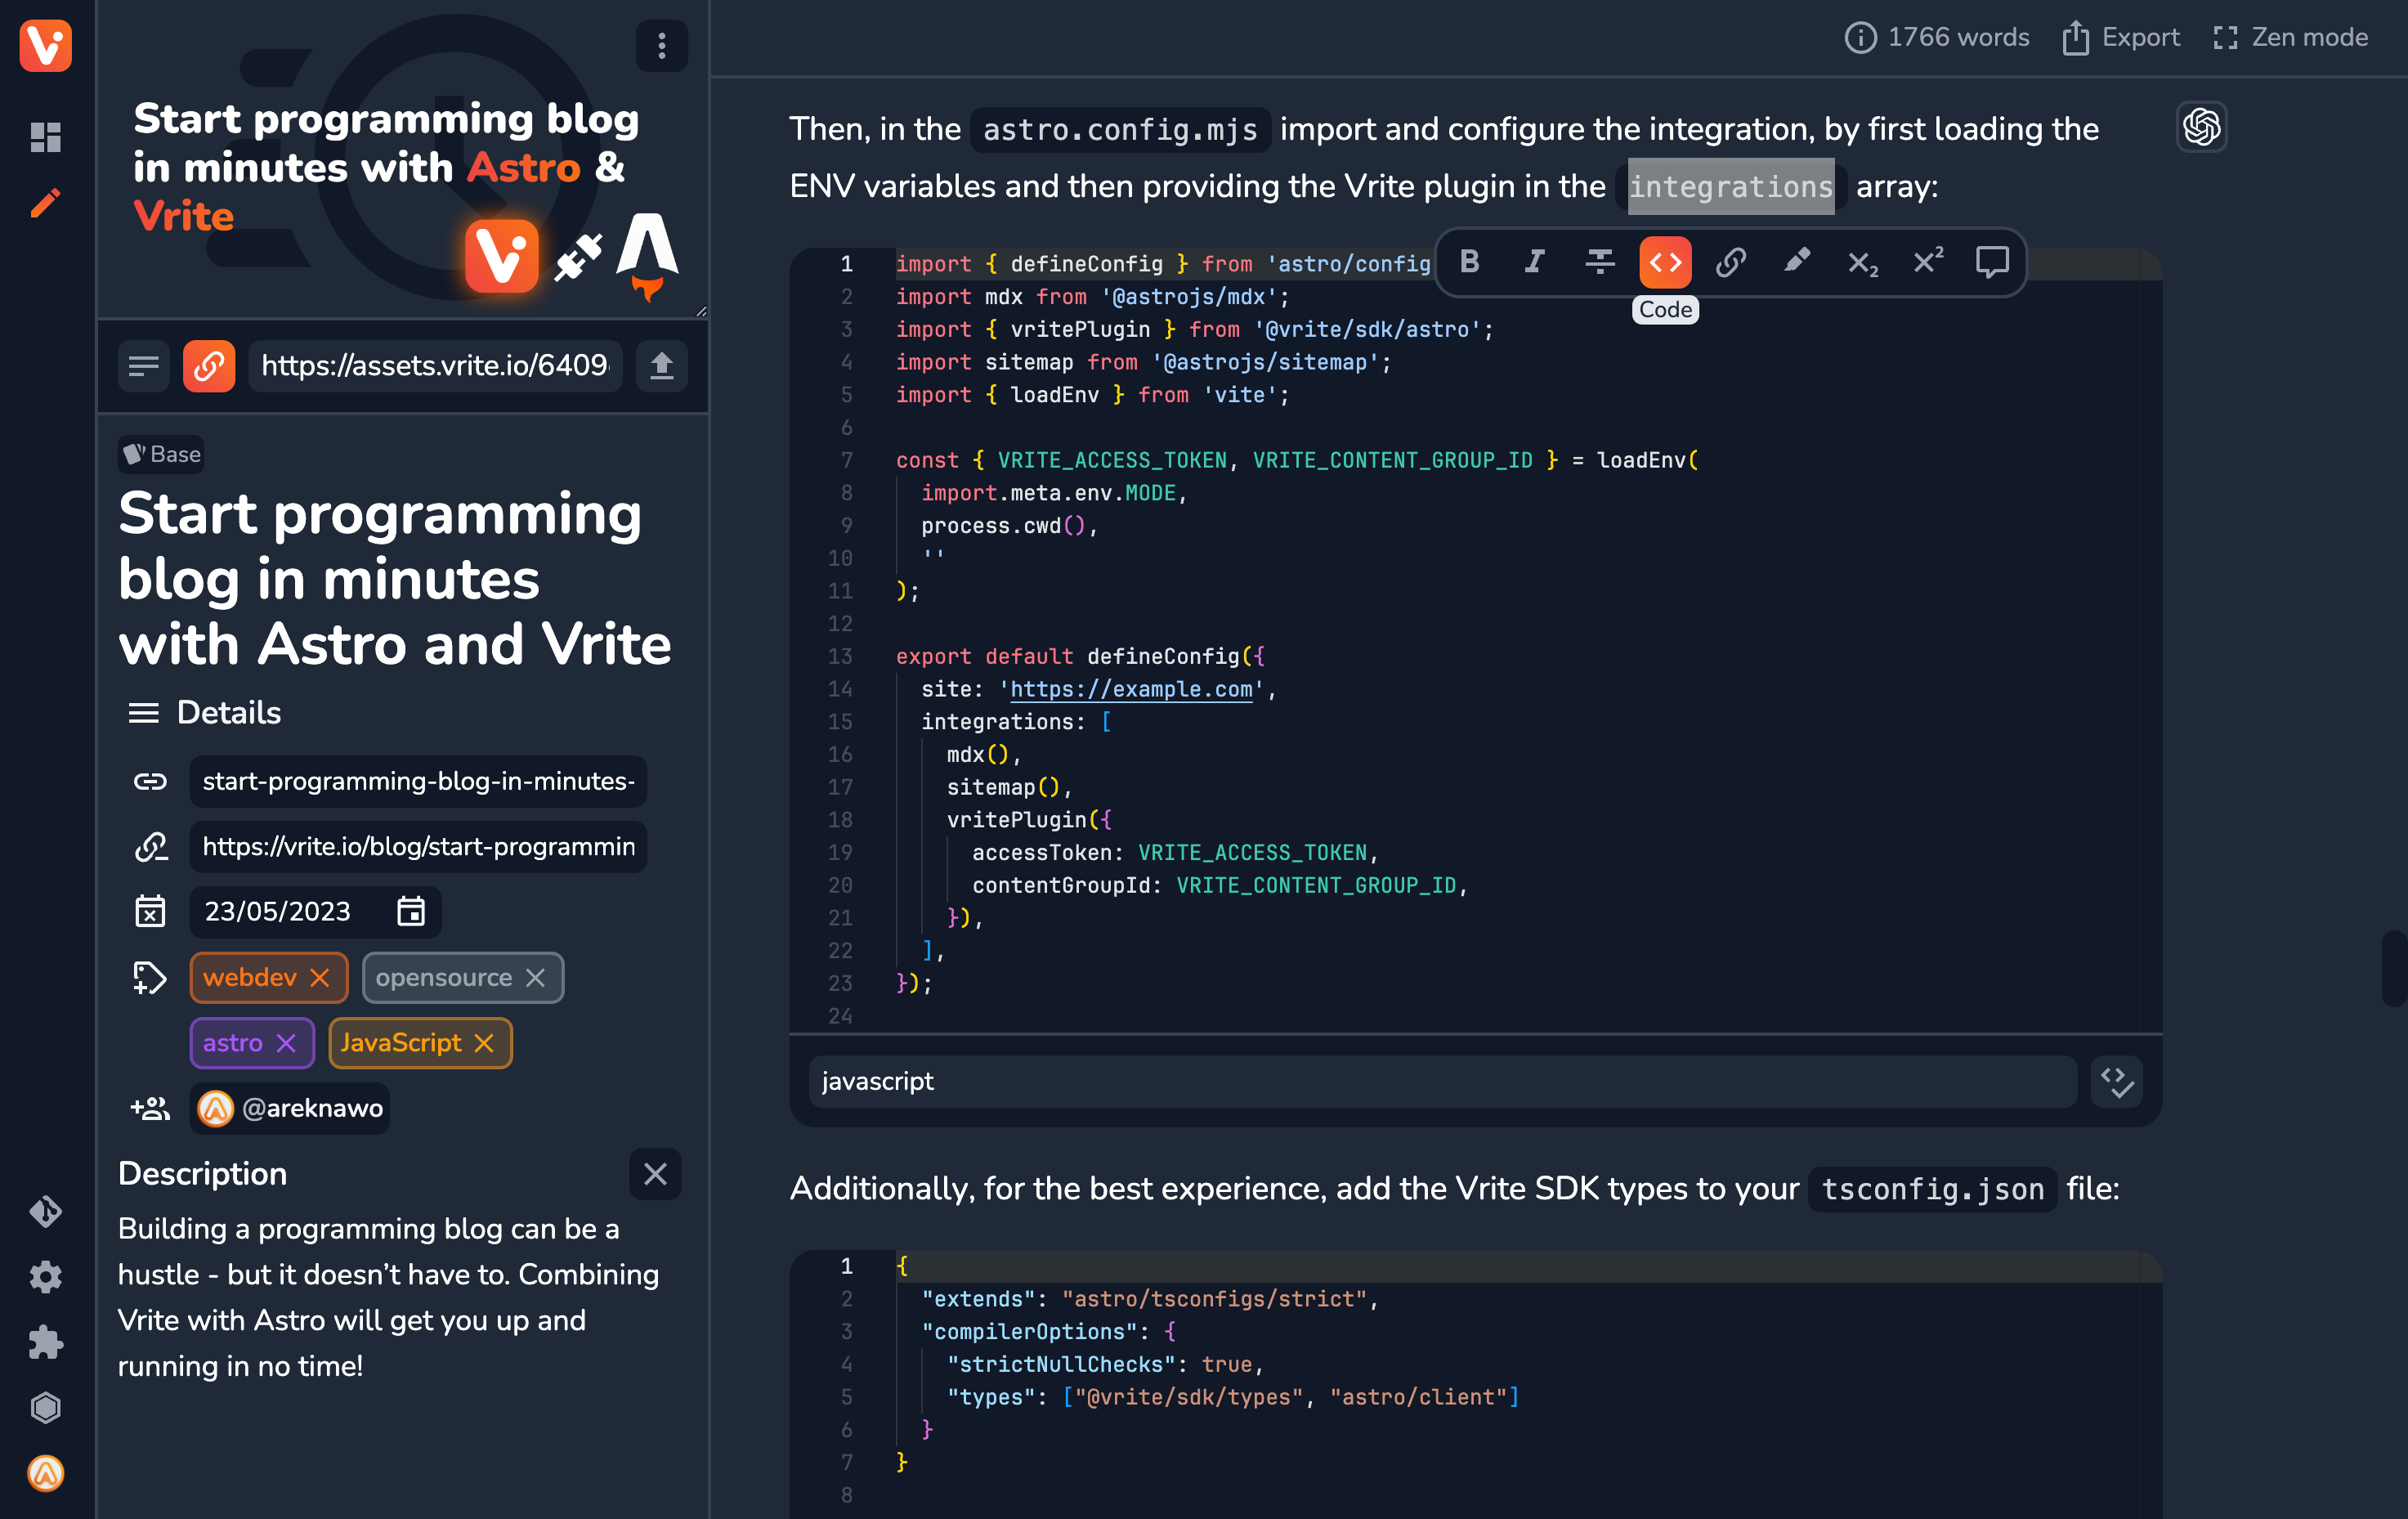 Start programming blog
in minutes with Astro &
Vrite
https://assets.vrite.io/6409
Base
Start programming
blog in minutes
with Astro and Vrite
Details
start-programming-blog-in-minutes-
https://vrite.io/blog/start-programmin
23/05/2023
webdev opensource
astro JavaScript
@areknawo
Description
Building a programming blog can be a
hustle - but it doesn’t have to. Combining
Vrite with Astro will get you up and
running in no time!
1766 words Export Zen mode
Then, in the astro.config.mjs import and configure the integration, by first loading the
ENV variables and then providing the Vrite plugin in the integrations array:
B I X₂ X²
Code
1 import { defineConfig } from 'astro/config
2 import mdx from '@astrojs/mdx';
3 import { vritePlugin } from '@vrite/sdk/astro';
4 import sitemap from '@astrojs/sitemap';
5 import { loadEnv } from 'vite';
6
7 const { VRITE_ACCESS_TOKEN, VRITE_CONTENT_GROUP_ID } = loadEnv(
8 import.meta.env.MODE,
9 process.cwd(),
10 ''
11 );
12
13 export default defineConfig({
14 site: 'https://example.com',
15 integrations: [
16 mdx(),
17 sitemap(),
18 vritePlugin({
19 accessToken: VRITE_ACCESS_TOKEN,
20 contentGroupId: VRITE_CONTENT_GROUP_ID,
21 }),
22 ],
23 });
24
javascript
Additionally, for the best experience, add the Vrite SDK types to your tsconfig.json file:
1 {
2 "extends": "astro/tsconfigs/strict",
3 "compilerOptions": {
4 "strictNullChecks": true,
5 "types": ["@vrite/sdk/types", "astro/client"]
6 }
7 }
8